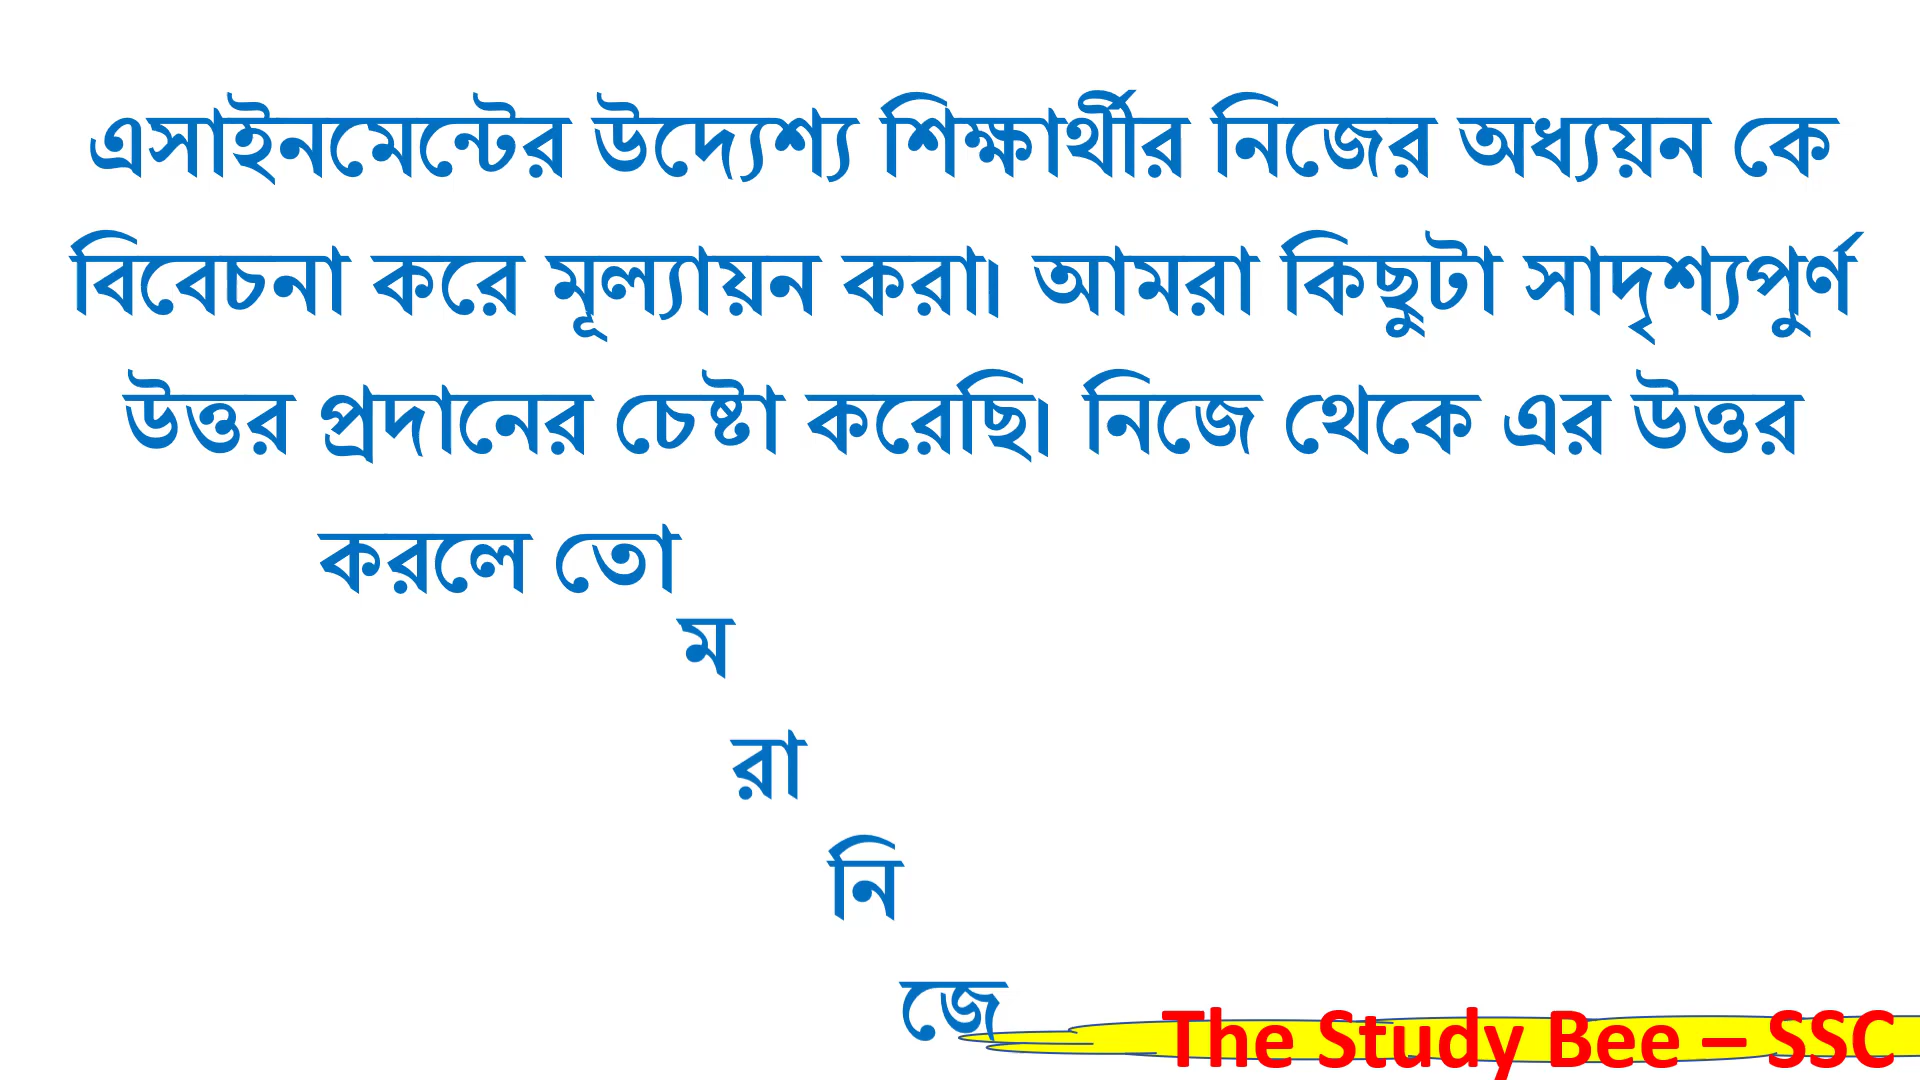 এসাইনমেন্টের উদ্যেশ্য শিক্ষার্থীর নিজের অধ্যয়ন কে
বিবেচনা করে মূল্যায়ন করা। আমরা কিছুটা সাদৃশ্যপুর্ণ
উত্তর প্রদানের চেষ্টা করেছি। নিজে থেকে এর উত্তর
করলে তো
ম
রা
নি
জে
The Study Bee – SSC